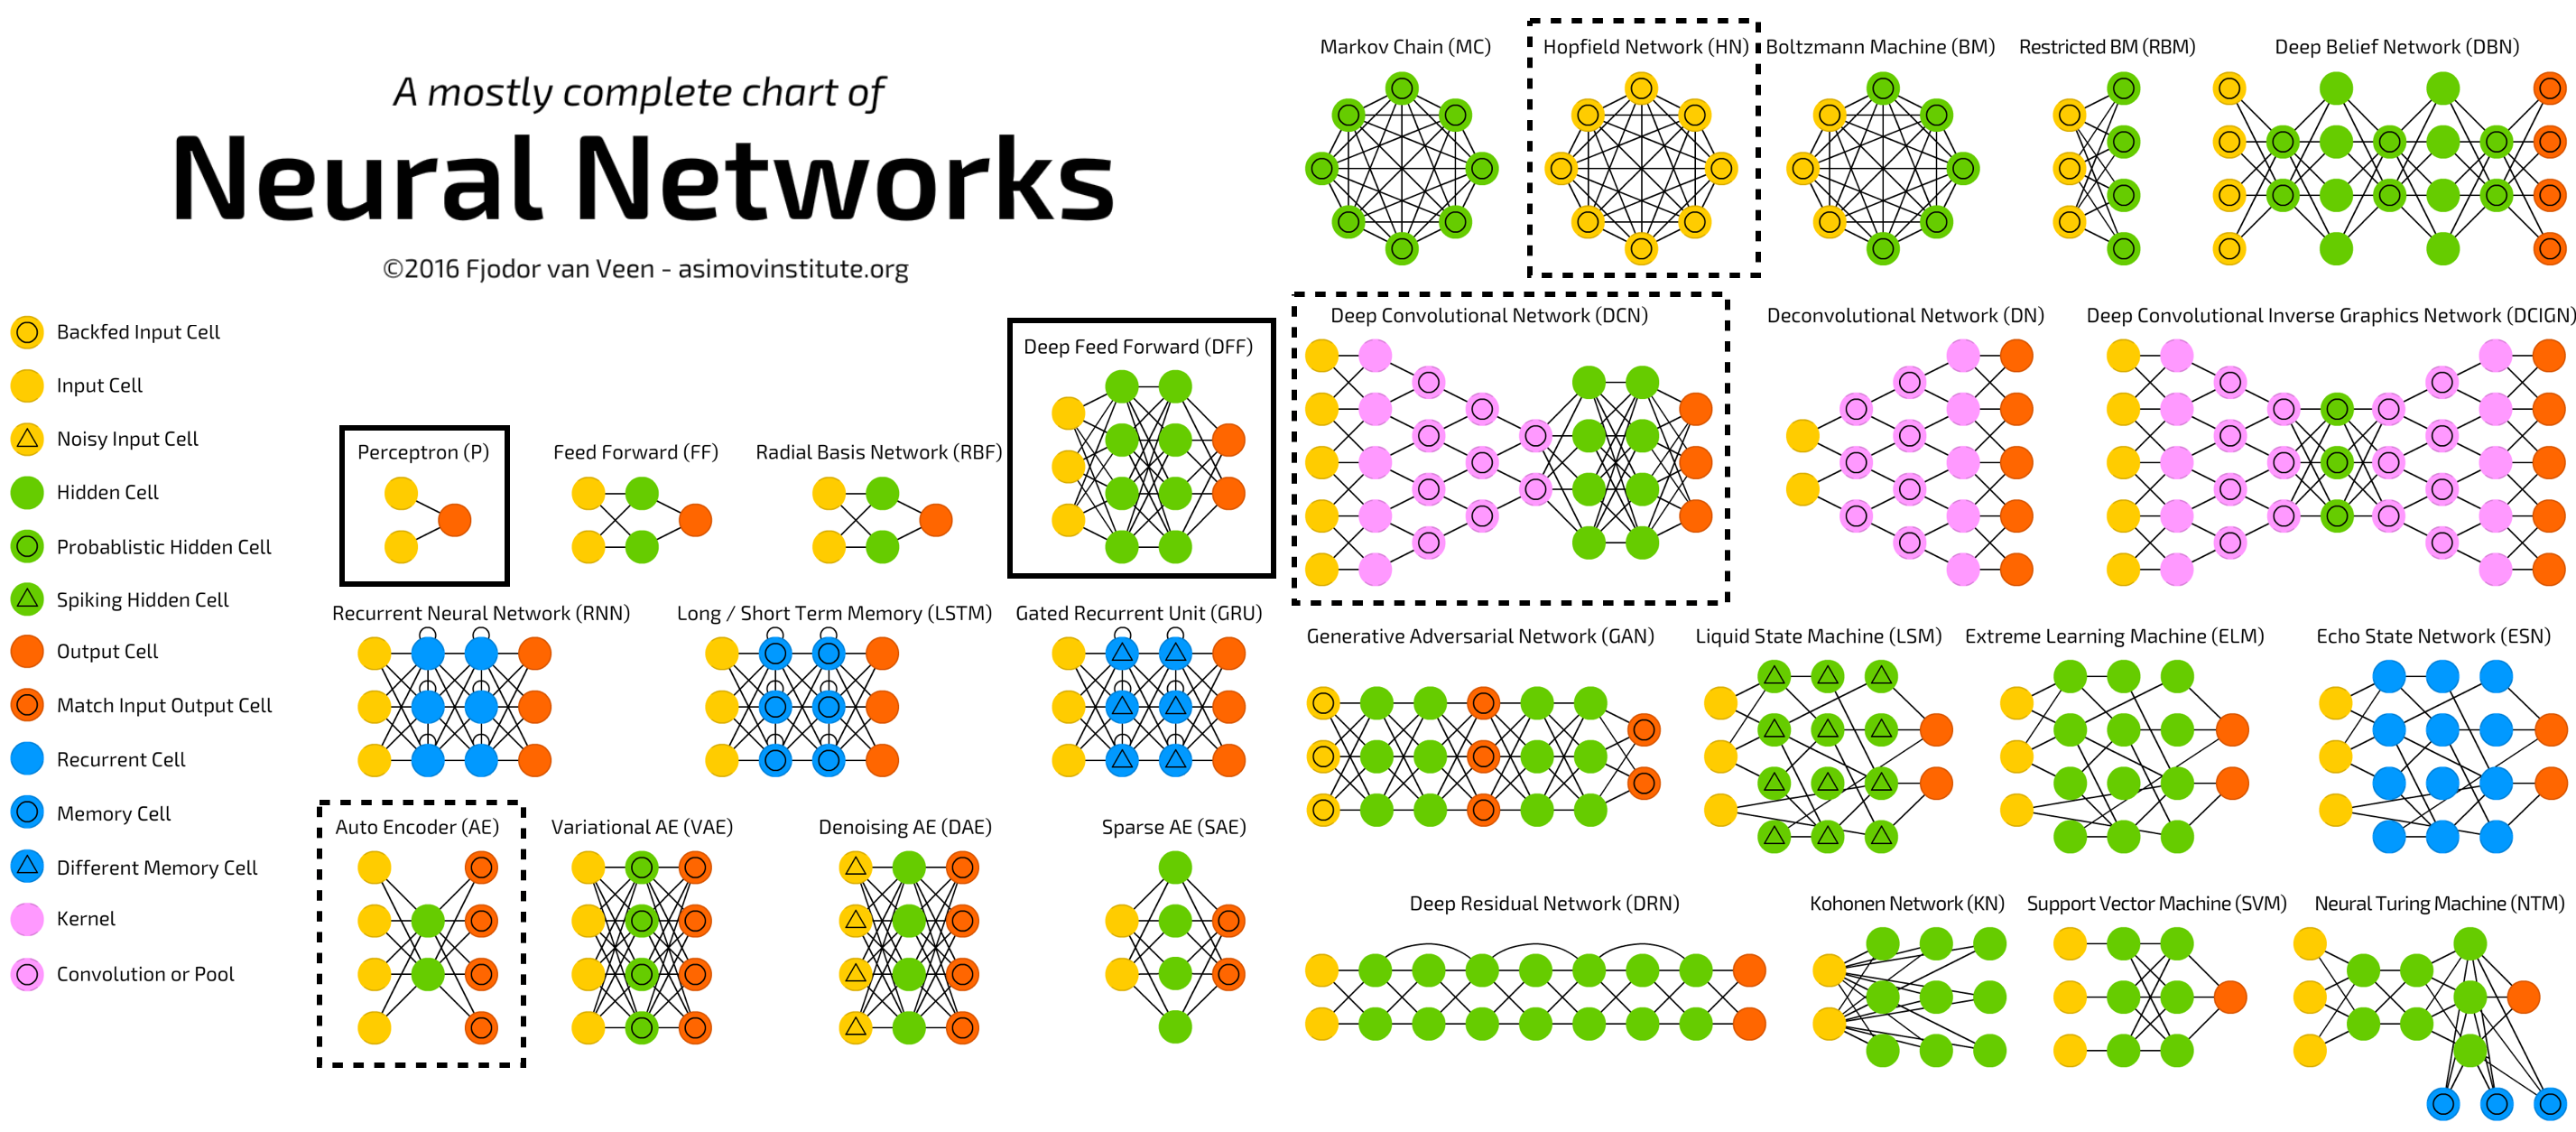 A mostly complete chart of
Neural Networks
©2016 Fjodor van Veen - asimovinstitute.org
Backfed Input Cell
Input Cell
Noisy Input Cell
Hidden Cell
Probablistic Hidden Cell
Spiking Hidden Cell
Output Cell
Match Input Output Cell
Recurrent Cell
Memory Cell
Different Memory Cell
Kernel
Convolution or Pool
Perceptron (P)
Feed Forward (FF)
Radial Basis Network (RBF)
Deep Feed Forward (DFF)
Recurrent Neural Network (RNN)
Long / Short Term Memory (LSTM)
Gated Recurrent Unit (GRU)
Auto Encoder (AE)
Variational AE (VAE)
Denoising AE (DAE)
Sparse AE (SAE)
Markov Chain (MC)
Hopfield Network (HN)
Boltzmann Machine (BM)
Restricted BM (RBM)
Deep Belief Network (DBN)
Deep Convolutional Network (DCN)
Deconvolutional Network (DN)
Deep Convolutional Inverse Graphics Network (DCIGN)
Generative Adversarial Network (GAN)
Liquid State Machine (LSM)
Extreme Learning Machine (ELM)
Echo State Network (ESN)
Deep Residual Network (DRN)
Kohonen Network (KN)
Support Vector Machine (SVM)
Neural Turing Machine (NTM)